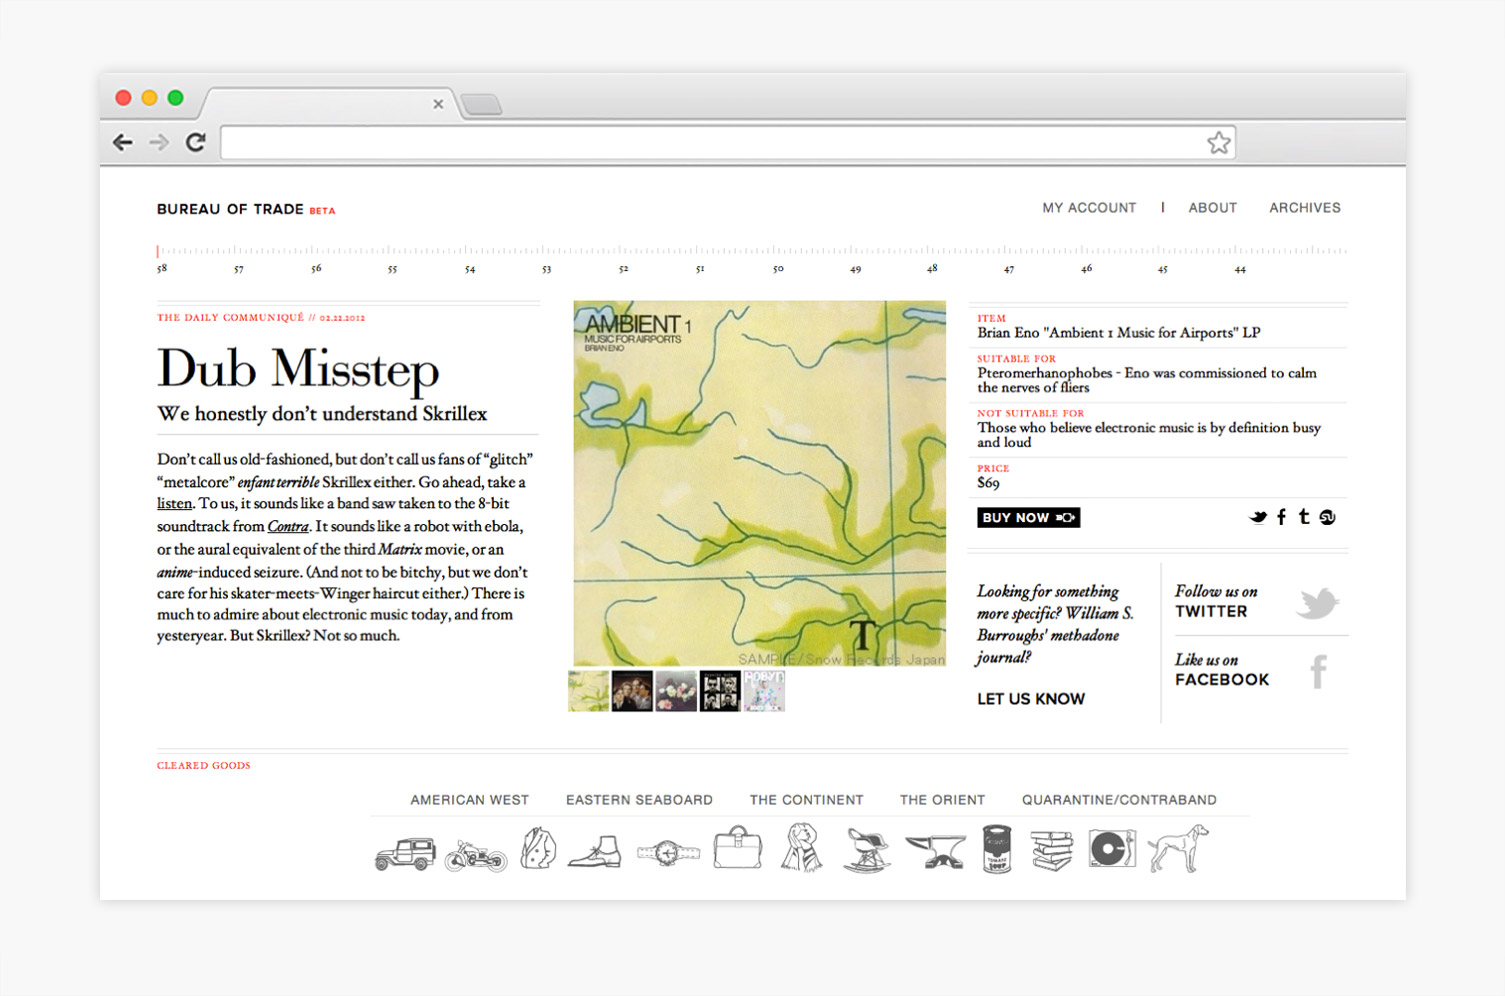 BUREAU OF TRADE BETA
MY ACCOUNT | ABOUT ARCHIVES
58 57 56 55 54 53 52 51 50 49 48 47 46 45 44
THE DAILY COMMUNIQUÉ // 02.22.2012
Dub Misstep
We honestly don’t understand Skrillex
Don’t call us old-fashioned, but don’t call us fans of “glitch”
“metalcore” enfant terrible Skrillex either. Go ahead, take a
listen. To us, it sounds like a band saw taken to the 8-bit
soundtrack from Contra. It sounds like a robot with ebola,
or the aural equivalent of the third Matrix movie, or an
anime-induced seizure. (And not to be bitchy, but we don’t
care for his skater-meets-Winger haircut either.) There is
much to admire about electronic music today, and from
yesteryear. But Skrillex? Not so much.
AMBIENT 1
MUSIC FOR AIRPORTS
BRIAN ENO
T
SAMPLE/Snow Records Japan
ROBYN
ITEM
Brian Eno "Ambient 1 Music for Airports" LP
SUITABLE FOR
Pteromerhanophobes - Eno was commissioned to calm
the nerves of fliers
NOT SUITABLE FOR
Those who believe electronic music is by definition busy
and loud
PRICE
$69
BUY NOW
Looking for something
more specific? William S.
Burroughs' methadone
journal?
LET US KNOW
Follow us on
TWITTER
Like us on
FACEBOOK
CLEARED GOODS
AMERICAN WEST EASTERN SEABOARD THE CONTINENT THE ORIENT QUARANTINE/CONTRABAND
TOMATO
SOUP